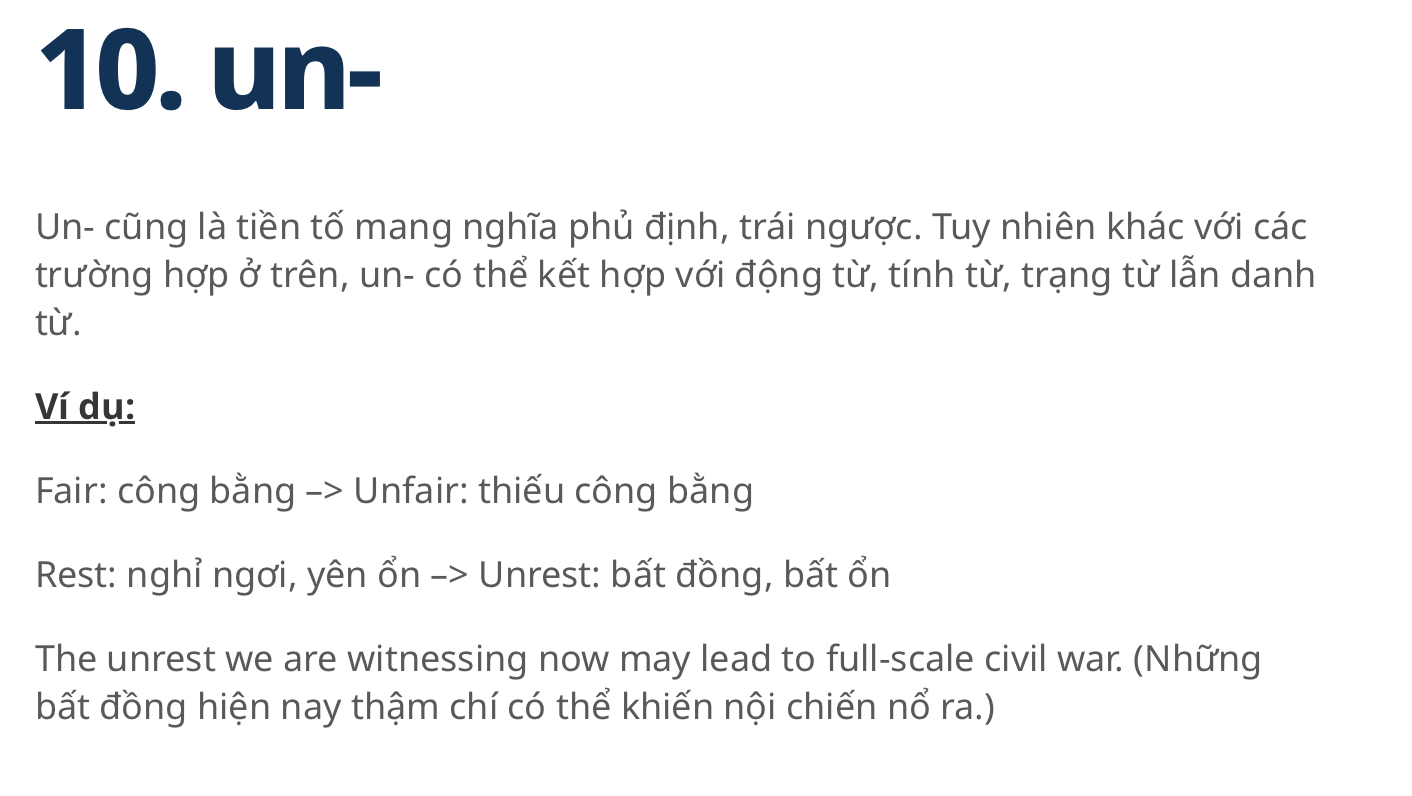 10. un-
Un- cũng là tiền tố mang nghĩa phủ định, trái ngược. Tuy nhiên khác với các
trường hợp ở trên, un- có thể kết hợp với động từ, tính từ, trạng từ lẫn danh
từ.
Ví dụ:
Fair: công bằng –> Unfair: thiếu công bằng
Rest: nghỉ ngơi, yên ổn –> Unrest: bất đồng, bất ổn
The unrest we are witnessing now may lead to full-scale civil war. (Những
bất đồng hiện nay thậm chí có thể khiến nội chiến nổ ra.)